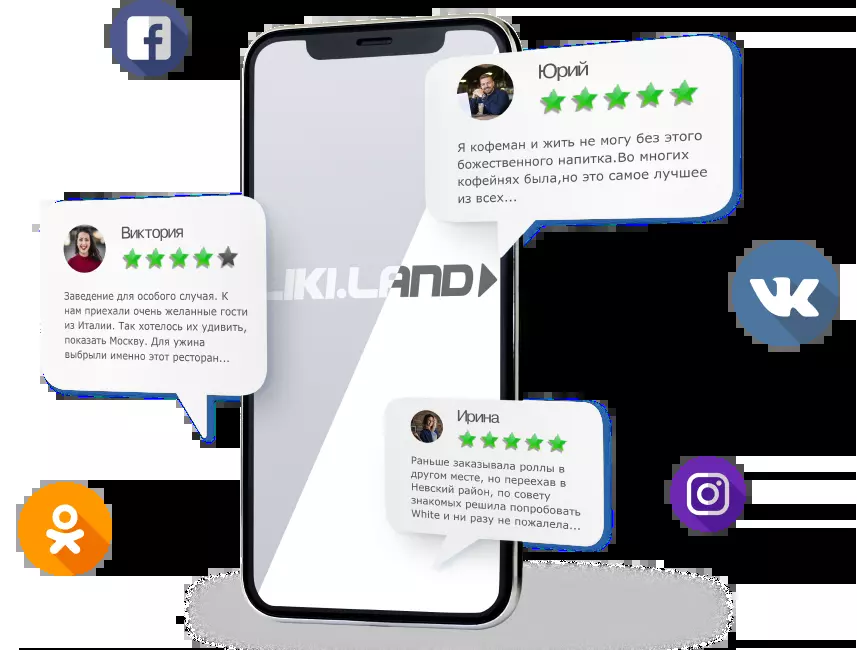 Юрий
Я кофеман и жить не могу без этого
божественного напитка.Во многих
кофейнях была,но это самое лучшее
из всех...
Виктория
Заведение для особого случая. К
нам приехали очень желанные гости
из Италии. Так хотелось их удивить,
показать Москву. Для ужина
выбрали именно этот ресторан...
LIKI.LAND
Ирина
Раньше заказывала роллы в
другом месте, но переехав в
Невский район, по совету
знакомых решила попробовать
White и ни разу не пожалела...